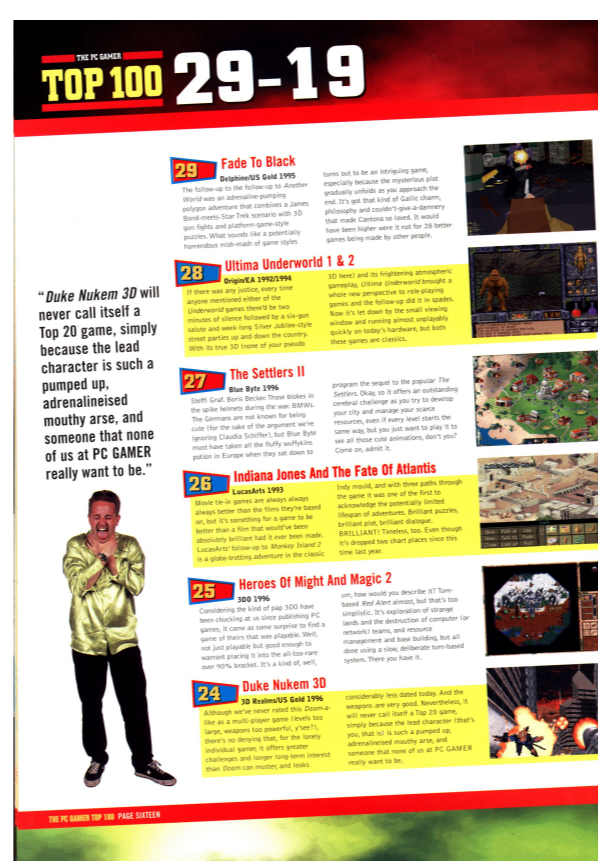 THE PC GAMER
TOP 100
29-19
"Duke Nukem 3D will
never call itself a
Top 20 game, simply
because the lead
character is such a
pumped up,
adrenalineised
mouthy arse, and
someone that none
of us at PC GAMER
really want to be."
29
Fade To Black
Delphine/US Gold 1995
The follow-up to the follow-up to Another
World was an adrenaline-pumping
polygon adventure that combines a James
Bond-meets-Star Trek scenario with 3D
gun fights and platform-game-style
puzzles. What sounds like a potentially
horrendous mish-mash of game styles
turns out to be an intriguing game,
especially because the mysterious plot
gradually unfolds as you approach the
end. It's got that kind of Gallic charm,
philosophy and couldn't-give-a-damnery
that made Cantona so loved. It would
have been higher were it not for 28 better
games being made by other people.
28
Ultima Underworld 1 & 2
Origin/EA 1992/1994
If there was any justice, every time
anyone mentioned either of the
Underworld games there'd be two
minutes of silence followed by a six-gun
salute and week-long Silver Jubilee-style
street parties up and down the country.
With its true 3D (none of your pseudo
3D here) and its frightening atmospheric
gameplay, Ultima Underworld brought a
whole new perspective to role-playing
games and the follow-up did it in spades.
Now it's let down by the small viewing
window and running almost unplayably
quickly on today's hardware, but both
these games are classics.
27
The Settlers II
Blue Byte 1996
Steffi Graf. Boris Becker. Those blokes in
the spike helmets during the war. BMWs.
The Germans are not known for being
cute (for the sake of the argument we're
ignoring Claudia Schiffer), but Blue Byte
must have taken all the fluffy wuffykins
potion in Europe when they sat down to
program the sequel to the popular The
Settlers. Okay, so it offers an outstanding
cerebral challenge as you try to develop
your city and manage your scarce
resources, even if every level starts the
same way, but you just want to play it to
see all those cute animations, don't you?
Come on, admit it.
26
Indiana Jones And The Fate Of Atlantis
LucasArts 1993
Movie tie-in games are always always
always better than the films they're based
on, but it's something for a game to be
better than a film that would've been
absolutely brilliant had it ever been made.
LucasArts' follow-up to Monkey Island 2
is a globe-trotting adventure in the classic
Indy mould, and with three paths through
the game it was one of the first to
acknowledge the potentially limited
lifespan of adventures. Brilliant puzzles,
brilliant plot, brilliant dialogue.
BRILLIANT! Timeless, too. Even though
it's dropped two chart places since this
time last year.
25
Heroes Of Might And Magic 2
3DO 1996
Considering the kind of pap 3DO have
been chucking at us since publishing PC
games, it came as some surprise to find a
game of theirs that was playable. Well,
not just playable but good enough to
warrant placing it into the all-too-rare
over 90% bracket. It's a kind of, well,
um, how would you describe it? Turn-
based Red Alert almost, but that's too
simplistic. It's exploration of strange
lands and the destruction of computer (or
network) teams, and resource
management and base building, but all
done using a slow, deliberate turn-based
system. There you have it.
24
Duke Nukem 3D
3D Realms/US Gold 1996
Although we've never rated this Doom-a-
like as a multi-player game (levels too
large, weapons too powerful, y'see?),
there's no denying that, for the lonely
individual gamer, it offers greater
challenges and longer long-term interest
than Doom can muster, and looks
considerably less dated today. And the
weapons are very good. Nevertheless, it
will never call itself a Top 20 game,
simply because the lead character (that's
you, that is) is such a pumped up,
adrenalineised mouthy arse, and
someone that none of us at PC GAMER
really want to be.
THE PC GAMER TOP 100 PAGE SIXTEEN